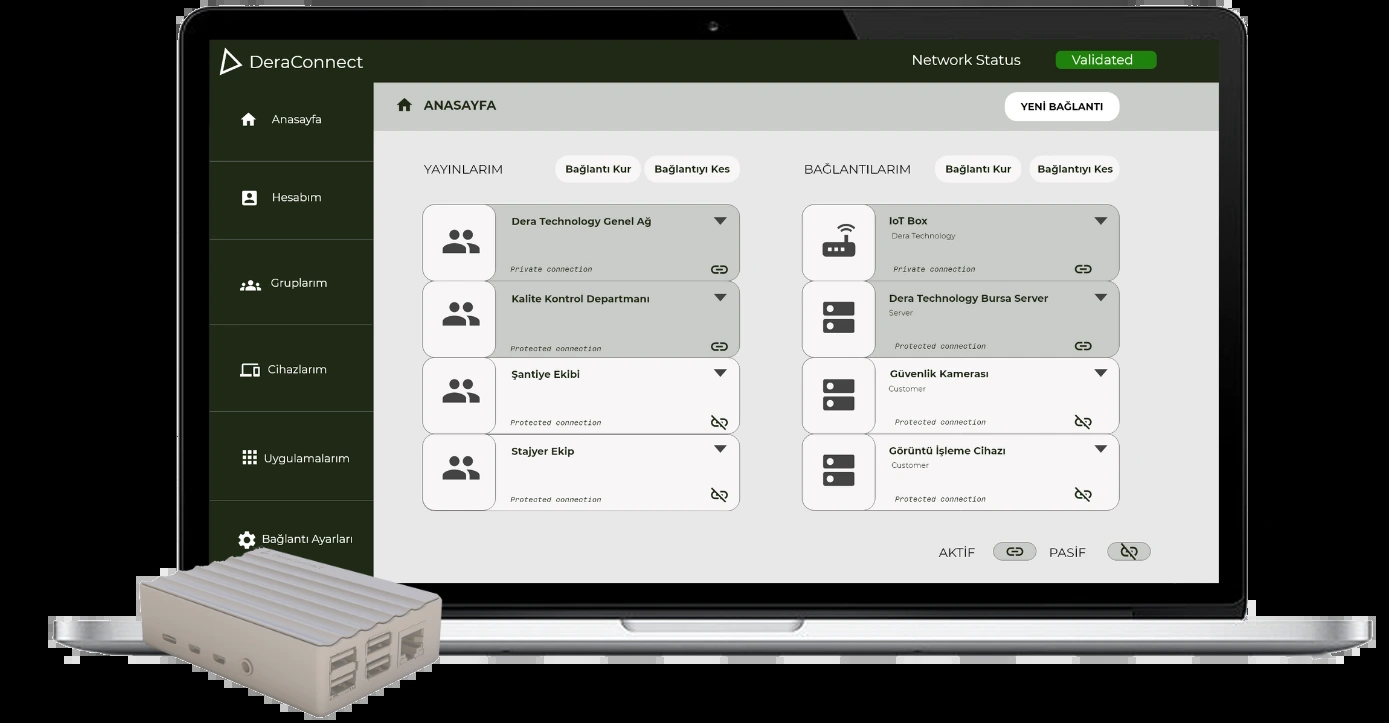 DeraConnect
Network Status
Validated
Anasayfa
Hesabım
Gruplarım
Cihazlarım
Uygulamalarım
Bağlantı Ayarları
ANASAYFA
YENİ BAĞLANTI
YAYINLARIM
Bağlantı Kur
Bağlantıyı Kes
Dera Technology Genel Ağ
Private connection
Kalite Kontrol Departmanı
Protected connection
Şantiye Ekibi
Protected connection
Stajyer Ekip
Protected connection
BAĞLANTILARIM
Bağlantı Kur
Bağlantıyı Kes
IoT Box
Dera Technology
Private connection
Dera Technology Bursa Server
Server
Protected connection
Güvenlik Kamerası
Customer
Protected connection
Görüntü İşleme Cihazı
Customer
Protected connection
AKTİF
PASİF